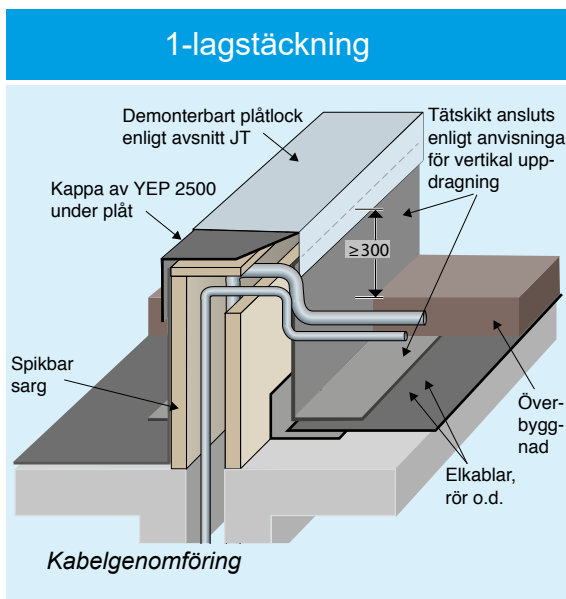 1-lagstäckning
Demonterbart plåtlock
enligt avsnitt JT
Tätskikt ansluts
enligt anvisninga
för vertikal upp-
dragning
Kappa av YEP 2500
under plåt
≥300
Spikbar
sarg
Över-
bygg-
nad
Elkablar,
rör o.d.
Kabelgenomföring